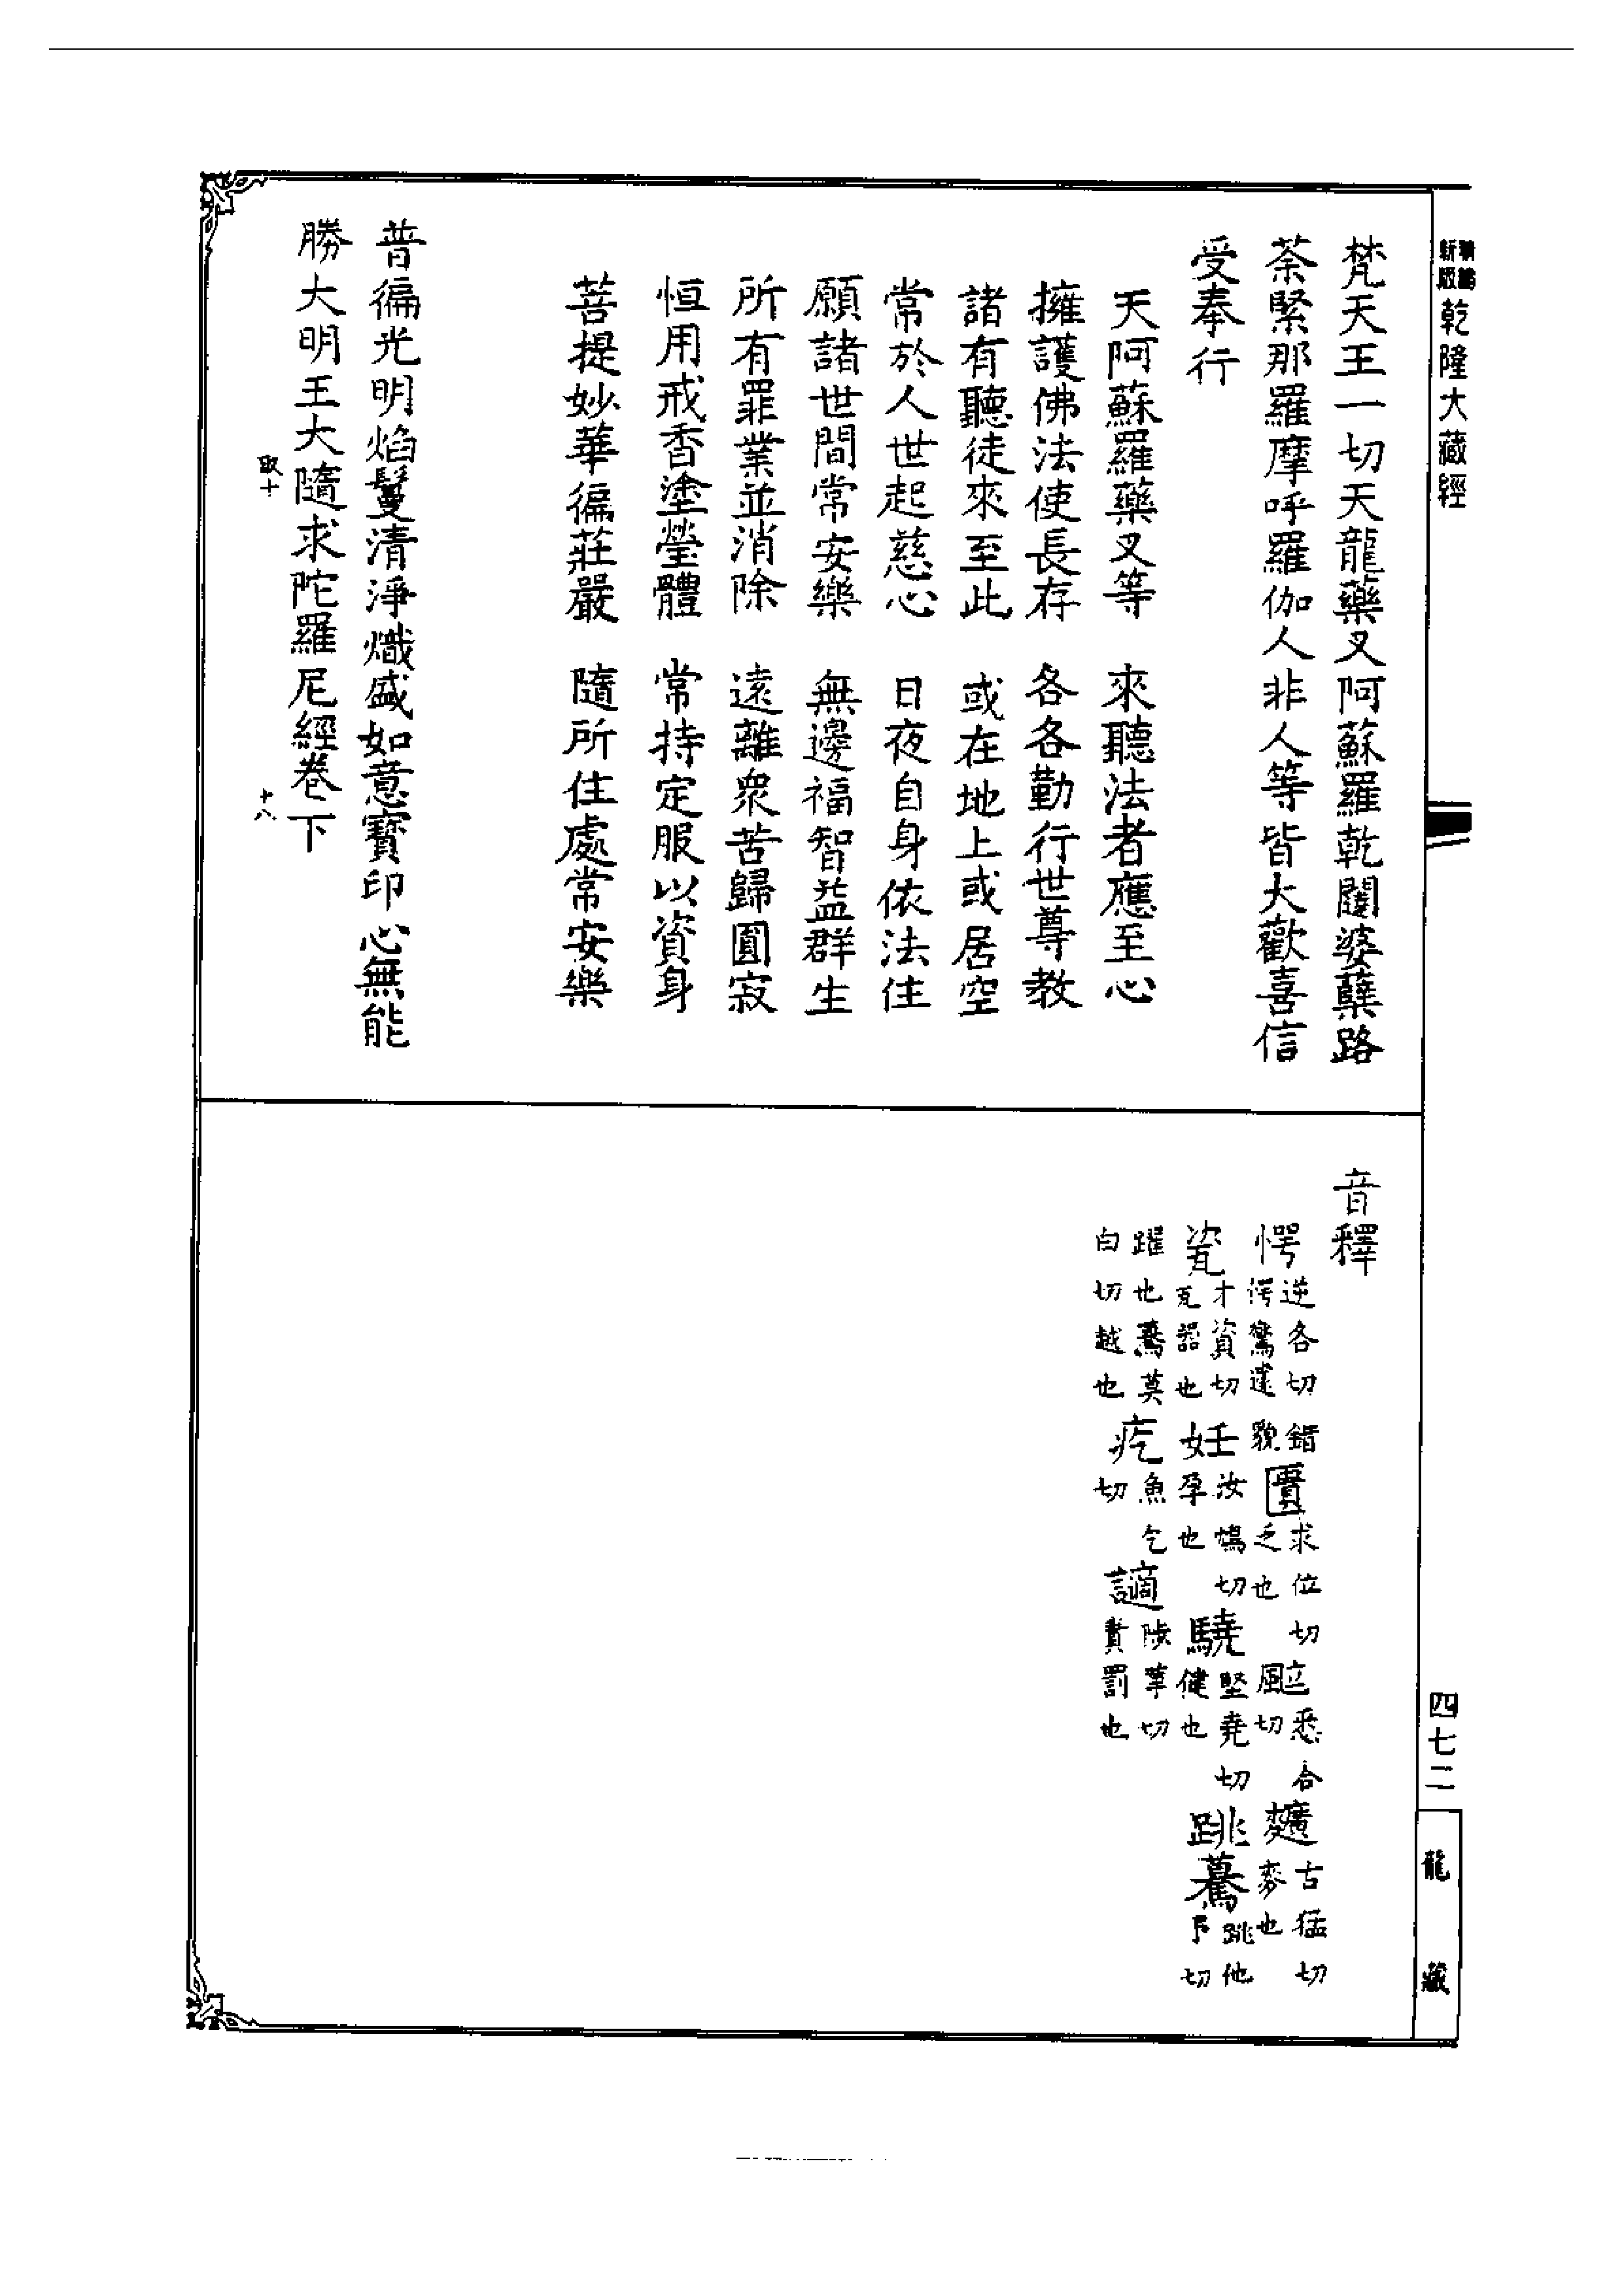 新版 精縮 乾隆大藏經
梵天王一切天龍藥叉阿蘇羅乾闥婆蘖路
荼緊那羅摩呼羅伽人非人等皆大歡喜信
受奉行
天阿蘇羅藥叉等　來聽法者應至心
擁護佛法使長存　各各勤行世尊教
諸有聽徒來至此　或在地上或居空
常於人世起慈心　日夜自身依法住
願諸世間常安樂　無邊福智益群生
所有罪業並消除　遠離衆苦歸圓寂
恒用戒香塗瑩體　常持定服以資身
菩提妙華徧莊嚴　隨所住處常安樂
普徧光明焰鬘清淨熾盛如意寶印心無能
勝大明王大隨求陀羅尼經卷下
取十　十八
音釋
愕逆各切錯愕驚遽貌 匱求位切乏也 颯悉合切風 䵃古猛切麥也
瓷才資切瓦器也 妊汝鴆切孕也 驍堅堯切健也 跳驀跳他弔切
躍也驀莫白切越也 疙魚乞切 謫陟革切責罰也
四七二
龍藏